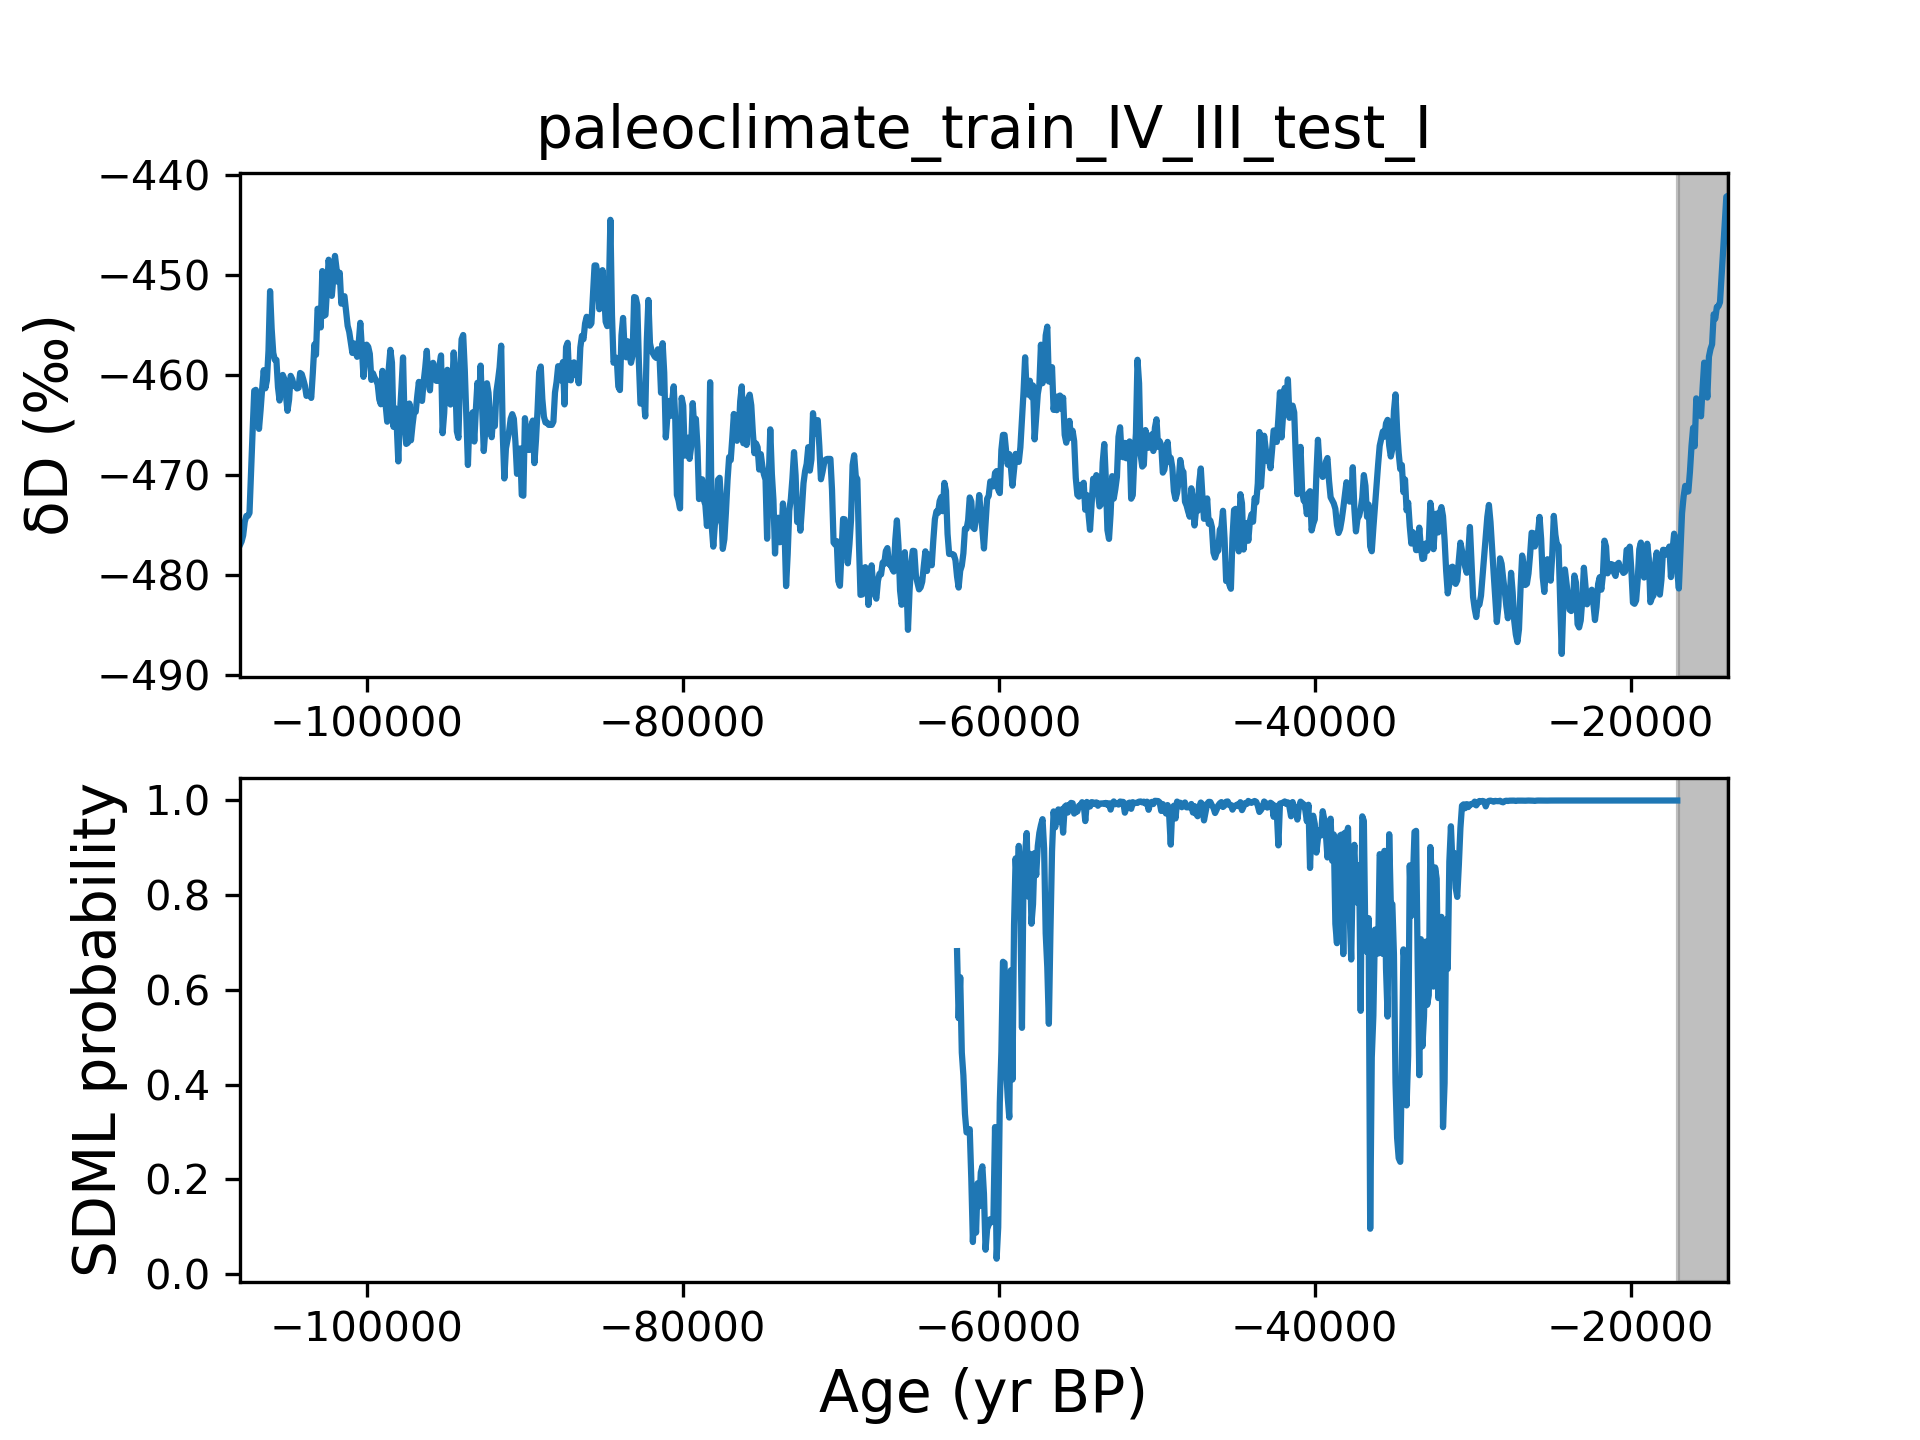 paleoclimate_train_IV_III_test_I
−440
−450
−460
−470
−480
−490
δD (‰)
−100000 −80000 −60000 −40000 −20000
1.0
0.8
0.6
0.4
0.2
0.0
SDML probability
−100000 −80000 −60000 −40000 −20000
Age (yr BP)